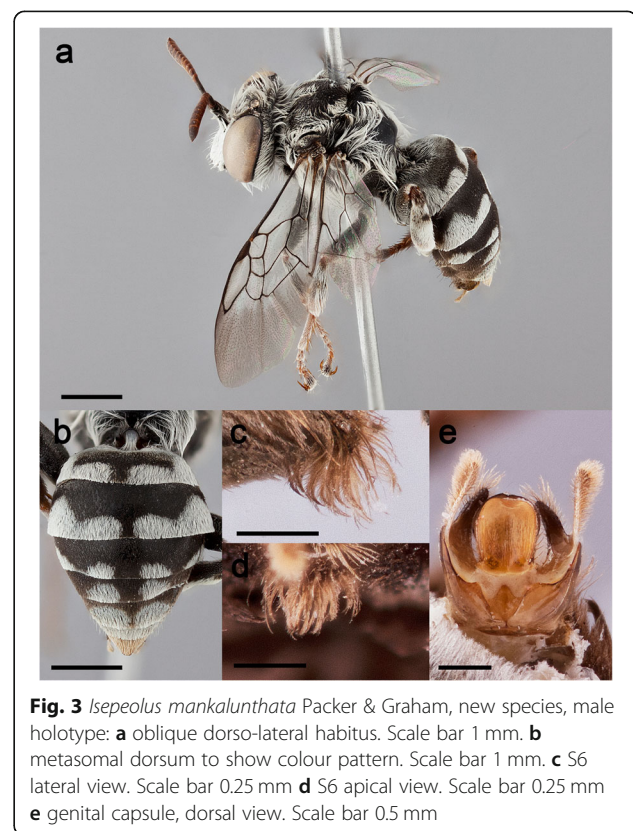 a
b
c
e
d
Fig. 3 Isepeolus mankalunthata Packer & Graham, new species, male
holotype: a oblique dorso-lateral habitus. Scale bar 1 mm. b
metasomal dorsum to show colour pattern. Scale bar 1 mm. c S6
lateral view. Scale bar 0.25 mm d S6 apical view. Scale bar 0.25 mm
e genital capsule, dorsal view. Scale bar 0.5 mm